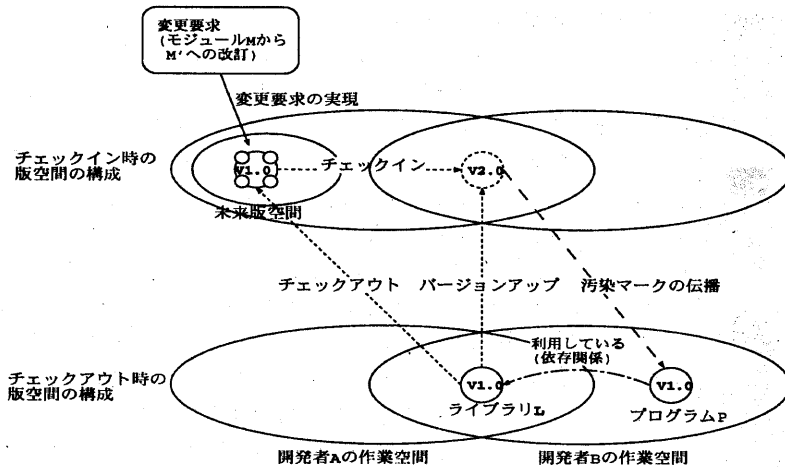 変更要求
(モジュールMから
M'への改訂)
変更要求の実現
チェックイン時の
版空間の構成
V1.0
チェックイン
V2.0
未来版空間
チェックアウト
バージョンアップ
汚染マークの伝播
チェックアウト時の
版空間の構成
利用している
(依存関係)
V1.0
V1.0
ライブラリL
プログラムP
開発者Aの作業空間
開発者Bの作業空間